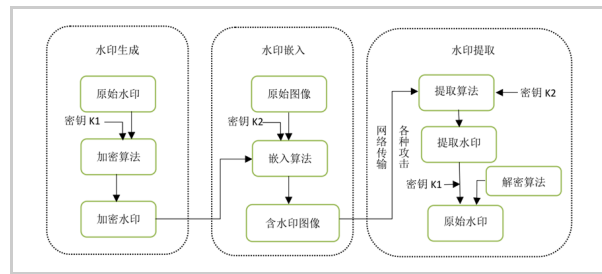 水印生成
原始水印
密钥 K1
加密算法
加密水印
水印嵌入
原始图像
密钥 K2
嵌入算法
含水印图像
网络传输
各种攻击
水印提取
提取算法
密钥 K2
提取水印
密钥 K1
解密算法
原始水印